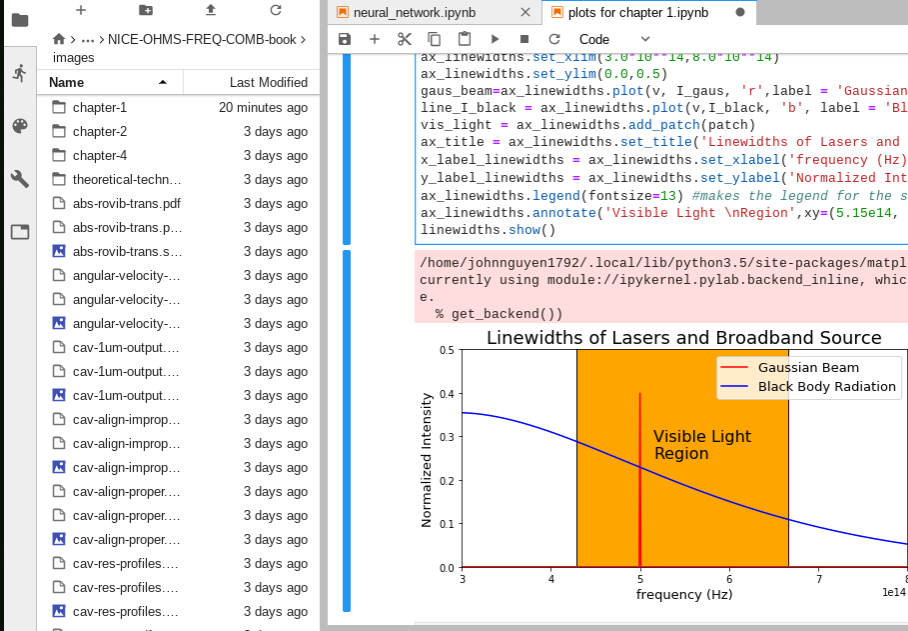 neural_network.ipynb
plots for chapter 1.ipynb
Code
… NICE-OHMS-FREQ-COMB-book
images
Name Last Modified
chapter-1 20 minutes ago
chapter-2 3 days ago
chapter-4 3 days ago
theoretical-techn… 3 days ago
abs-rovib-trans.pdf 3 days ago
abs-rovib-trans.p… 3 days ago
abs-rovib-trans.s… 3 days ago
angular-velocity-… 3 days ago
angular-velocity-… 3 days ago
angular-velocity-… 3 days ago
cav-1um-output.… 3 days ago
cav-1um-output.… 3 days ago
cav-1um-output.… 3 days ago
cav-align-improp… 3 days ago
cav-align-improp… 3 days ago
cav-align-improp… 3 days ago
cav-align-proper.… 3 days ago
cav-align-proper.… 3 days ago
cav-align-proper.… 3 days ago
cav-res-profiles.… 3 days ago
cav-res-profiles.… 3 days ago
cav-res-profiles.… 3 days ago
ax_linewidths.set_xlim(3.0*10**14,8.0*10**14)
ax_linewidths.set_ylim(0.0,0.5)
gaus_beam=ax_linewidths.plot(v, I_gaus, 'r',label = 'Gaussian
line_I_black = ax_linewidths.plot(v,I_black, 'b', label = 'Bl
vis_light = ax_linewidths.add_patch(patch)
ax_title = ax_linewidths.set_title('Linewidths of Lasers and
x_label_linewidths = ax_linewidths.set_xlabel('frequency (Hz)
y_label_linewidths = ax_linewidths.set_ylabel('Normalized Int
ax_linewidths.legend(fontsize=13) #makes the legend for the s
ax_linewidths.annotate('Visible Light \nRegion',xy=(5.15e14,
linewidths.show()
/home/johnnguyen1792/.local/lib/python3.5/site-packages/matpl
currently using module://ipykernel.pylab.backend_inline, whic
e.
% get_backend())
Linewidths of Lasers and Broadband Source
0.5
0.4
0.3
0.2
0.1
0.0
Normalized Intensity
Gaussian Beam
Black Body Radiation
Visible Light
Region
3 4 5 6 7 8
1e14
frequency (Hz)